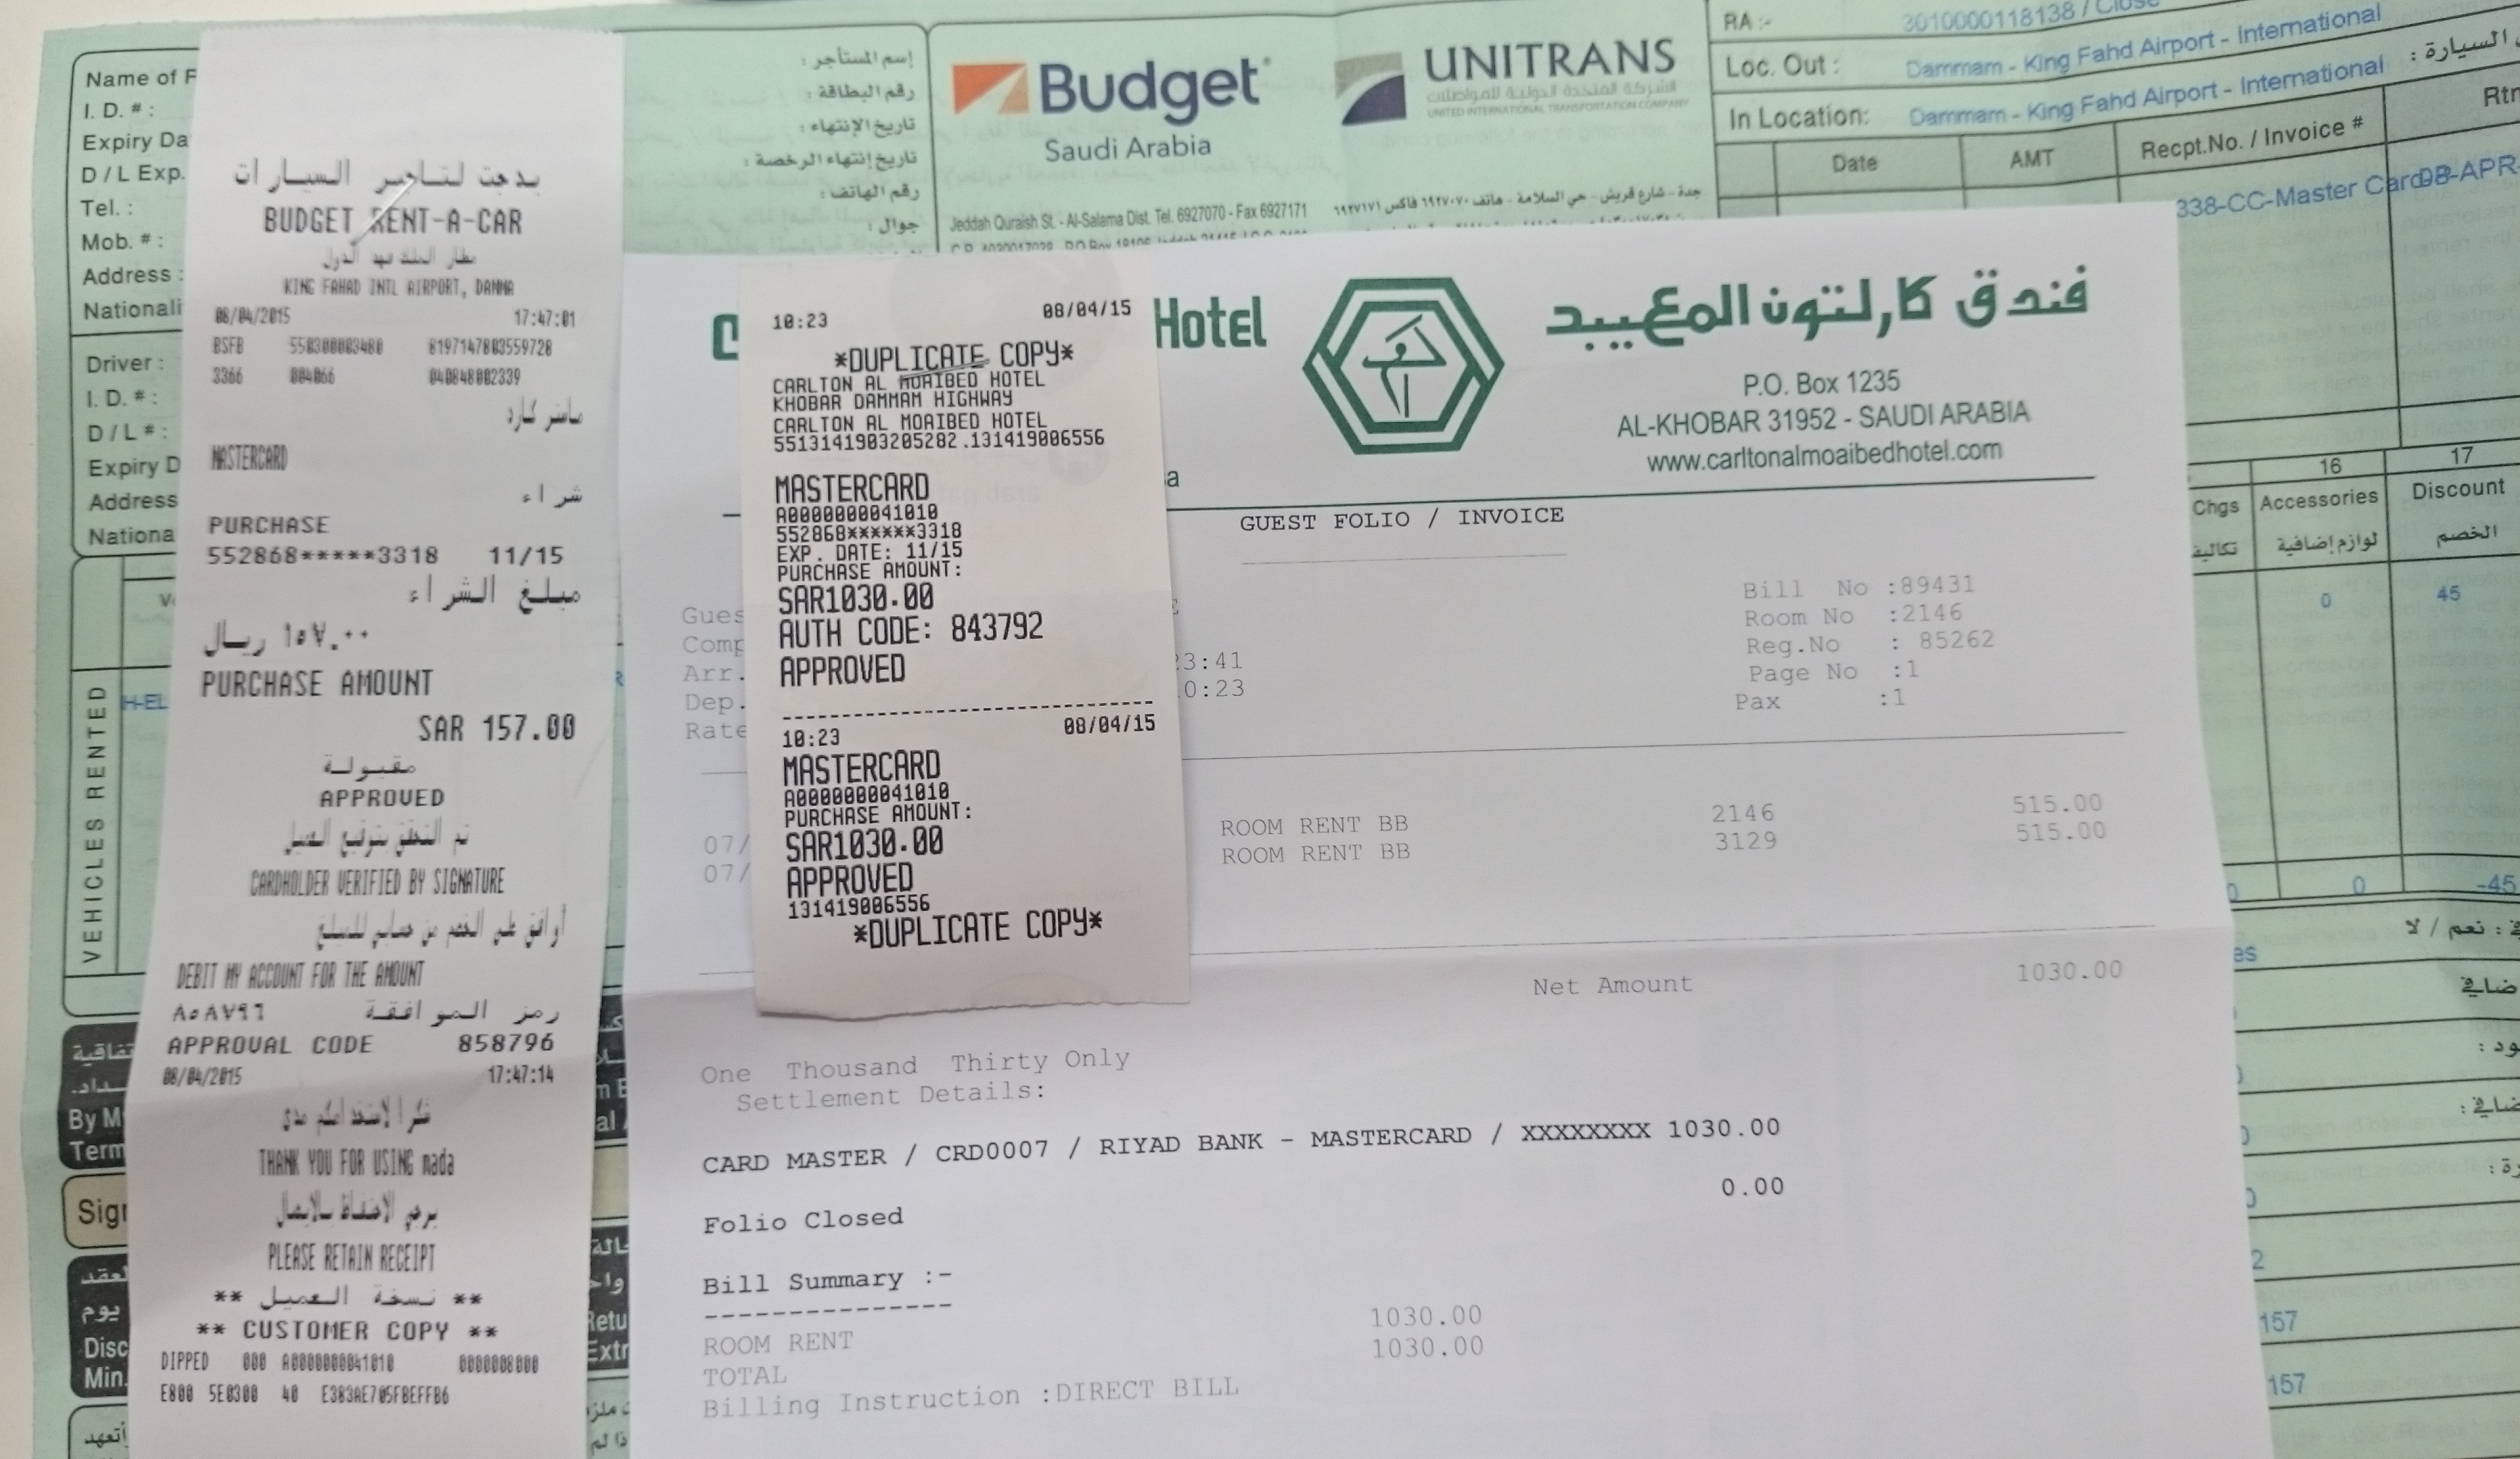 بدجت لتاجير السيارات
BUDGET RENT-A-CAR
مطار الملك فهد الدولي
KING FAHAD INTL AIRPORT, DAMMA
08/04/2015 17:47:01
BSFB 550300003480 8197147803559728
3366 004066 040848002339
ماستر كارد
MASTERCARD
شراء
PURCHASE
552868*****3318 11/15
مبلغ الشراء
١٥٧.٠٠ ريال
PURCHASE AMOUNT
SAR 157.00
مقبولة
APPROVED
تم التحقق بتوقيع العميل
CARDHOLDER VERIFIED BY SIGNATURE
أوافق على الخصم من حسابي للمبلغ
DEBIT MY ACCOUNT FOR THE AMOUNT
رمز الموافقة ٨٥٨٧٩٦
APPROVAL CODE 858796
08/04/2015 17:47:14
شكرا لاستخدامكم مدى
THANK YOU FOR USING mada
يرجى الاحتفاظ بالايصال
PLEASE RETAIN RECEIPT
** نسخة العميل **
** CUSTOMER COPY **
DIPPED 000 A0000000041010 0000008000
E800 5E0300 40 E383AE705FBEFFB6
10:23 08/04/15
*DUPLICATE COPY*
CARLTON AL MOAIBED HOTEL
KHOBAR DAMMAM HIGHWAY
CARLTON AL MOAIBED HOTEL
5513141903205282.131419006556
MASTERCARD
A0000000041010
552868******3318
EXP. DATE: 11/15
PURCHASE AMOUNT:
SAR1030.00
AUTH CODE: 843792
APPROVED
10:23 08/04/15
MASTERCARD
A0000000041010
PURCHASE AMOUNT:
SAR1030.00
APPROVED
131419006556
*DUPLICATE COPY*
Hotel
فندق كارلتون المعيبد
P.O. Box 1235
AL-KHOBAR 31952 - SAUDI ARABIA
www.carltonalmoaibedhotel.com
GUEST FOLIO / INVOICE
Bill No :89431
Room No :2146
Reg.No : 85262
Page No :1
Pax :1
Gues
Comp
Arr. 3:41
Dep. 0:23
Rate
07/ ROOM RENT BB 2146 515.00
07/ ROOM RENT BB 3129 515.00
Net Amount 1030.00
One Thousand Thirty Only
Settlement Details:
CARD MASTER / CRD0007 / RIYAD BANK - MASTERCARD / XXXXXXXX 1030.00
0.00
Folio Closed
Bill Summary :-
ROOM RENT 1030.00
TOTAL 1030.00
Billing Instruction :DIRECT BILL
Budget
Saudi Arabia
UNITRANS
الشركة المتحدة الدولية للمواصلات
UNITED INTERNATIONAL TRANSPORTATION COMPANY
Jeddah Quraish St. - Al-Salama Dist. Tel. 6927070 - Fax 6927171
جدة - شارع قريش - حي السلامة - هاتف ٦٩٢٧٠٧٠ فاكس ٦٩٢٧١٧١
Name of F
I. D. # :
Expiry Da
D / L Exp.
Tel. :
Mob. # :
Address :
Nationali
إسم المستأجر :
رقم البطاقة :
تاريخ الإنتهاء :
تاريخ إنتهاء الرخصة :
رقم الهاتف :
جوال :
Driver :
I. D. # :
D / L # :
Expiry D
Address
Nationa
VEHICLES RENTED
H-EL
By M
Term
Sign
Disc
Min.
RA :- 3010000118138 / Close
Loc. Out : Dammam - King Fahd Airport - International
In Location: Dammam - King Fahd Airport - International
السيارة :
Date AMT Recpt.No. / Invoice # Rtn
338-CC-Master Card 08-APR-
16 17
Chgs Accessories Discount
تكاليف لوازم إضافية الخصم
0 45
0 0 -45
نعم / لا
es
157
157